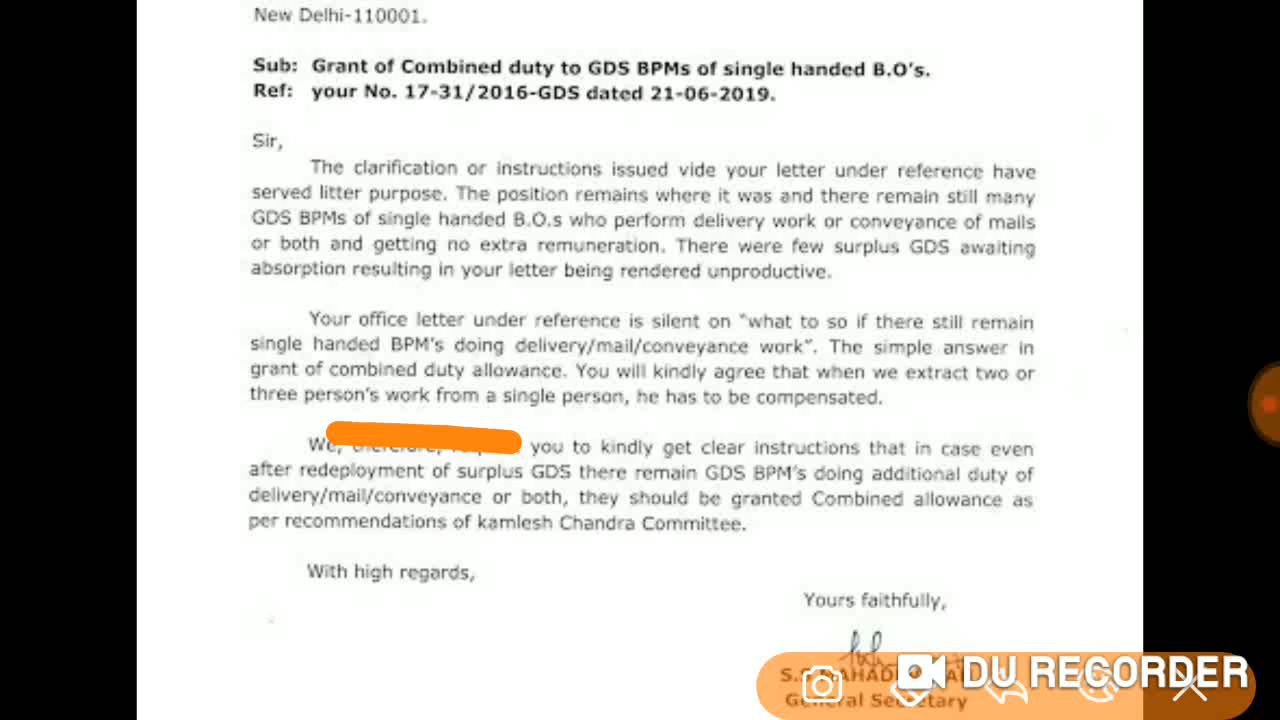 New Delhi-110001.
Sub: Grant of Combined duty to GDS BPMs of single handed B.O's.
Ref: your No. 17-31/2016-GDS dated 21-06-2019.
Sir,
The clarification or instructions issued vide your letter under reference have
served litter purpose. The position remains where it was and there remain still many
GDS BPMs of single handed B.O.s who perform delivery work or conveyance of mails
or both and getting no extra remuneration. There were few surplus GDS awaiting
absorption resulting in your letter being rendered unproductive.
Your office letter under reference is silent on "what to so if there still remain
single handed BPM's doing delivery/mail/conveyance work". The simple answer in
grant of combined duty allowance. You will kindly agree that when we extract two or
three person's work from a single person, he has to be compensated.
We, you to kindly get clear instructions that in case even
after redeployment of surplus GDS there remain GDS BPM's doing additional duty of
delivery/mail/conveyance or both, they should be granted Combined allowance as
per recommendations of kamlesh Chandra Committee.
With high regards,
Yours faithfully,
General Secretary
DU RECORDER